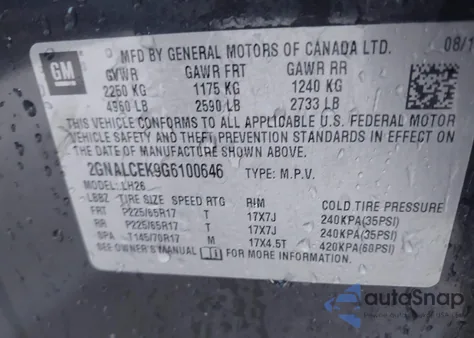 GM
MFD BY GENERAL MOTORS OF CANADA LTD. 08/1
GVWR GAWR FRT GAWR RR
2250 KG 1175 KG 1240 KG
4960 LB 2590 LB 2733 LB
THIS VEHICLE CONFORMS TO ALL APPLICABLE U.S. FEDERAL MOTOR
VEHICLE SAFETY AND THEFT PREVENTION STANDARDS IN EFFECT ON
THE DATE OF MANUFACTURE SHOWN ABOVE.
2GNALCEK9G6100646 TYPE: M.P.V.
MODEL: LH26
LBBZ TIRE SIZE SPEED RTG RIM COLD TIRE PRESSURE
FRT P225/65R17 T 17X7J 240KPA(35PSI)
RR P225/65R17 T 17X7J 240KPA(35PSI)
SPA T145/70R17 M 17X4.5T 420KPA(60PSI)
SEE OWNER'S MANUAL FOR MORE INFORMATION.
autoSnap